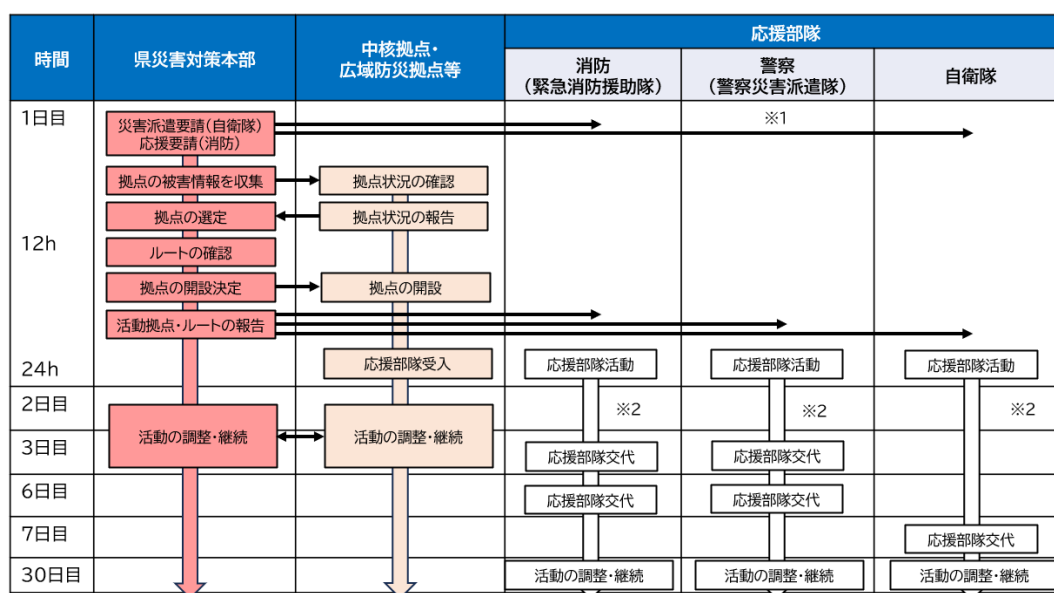 時間
県災害対策本部
中核拠点・
広域防災拠点等
応援部隊
消防
（緊急消防援助隊）
警察
（警察災害派遣隊）
自衛隊
1日目
災害派遣要請(自衛隊)
応援要請(消防)
※1
拠点の被害情報を収集
拠点状況の確認
拠点の選定
拠点状況の報告
12h
ルートの確認
拠点の開設決定
拠点の開設
活動拠点・ルートの報告
24h
応援部隊受入
応援部隊活動
応援部隊活動
応援部隊活動
2日目
※2
※2
※2
活動の調整・継続
活動の調整・継続
3日目
応援部隊交代
応援部隊交代
6日目
応援部隊交代
応援部隊交代
7日目
応援部隊交代
30日目
活動の調整・継続
活動の調整・継続
活動の調整・継続